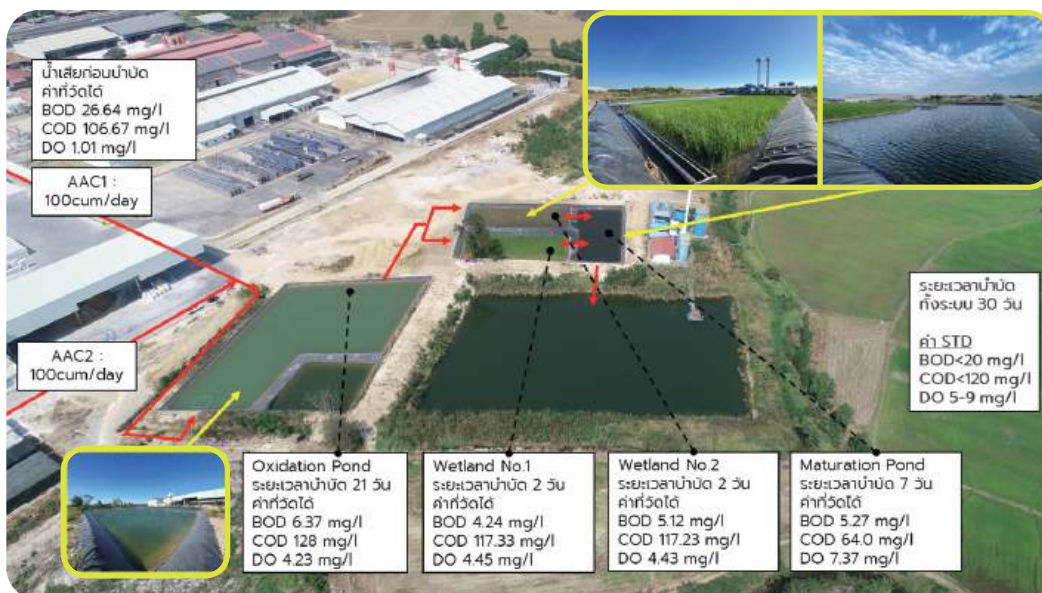 น้ำเสียก่อนบำบัด
ค่าที่วัดได้
BOD 26.64 mg/l
COD 106.67 mg/l
DO 1.01 mg/l
AAC1 :
100cum/day
AAC2 :
100cum/day
ระยะเวลาบำบัด
ทั้งระบบ 30 วัน
ค่า STD
BOD<20 mg/l
COD<120 mg/l
DO 5-9 mg/l
Oxidation Pond
ระยะเวลาบำบัด 21 วัน
ค่าที่วัดได้
BOD 6.37 mg/l
COD 128 mg/l
DO 4.23 mg/l
Wetland No.1
ระยะเวลาบำบัด 2 วัน
ค่าที่วัดได้
BOD 4.24 mg/l
COD 117.33 mg/l
DO 4.45 mg/l
Wetland No.2
ระยะเวลาบำบัด 2 วัน
ค่าที่วัดได้
BOD 5.12 mg/l
COD 117.23 mg/l
DO 4.43 mg/l
Maturation Pond
ระยะเวลาบำบัด 7 วัน
ค่าที่วัดได้
BOD 5.27 mg/l
COD 64.0 mg/l
DO 7.37 mg/l